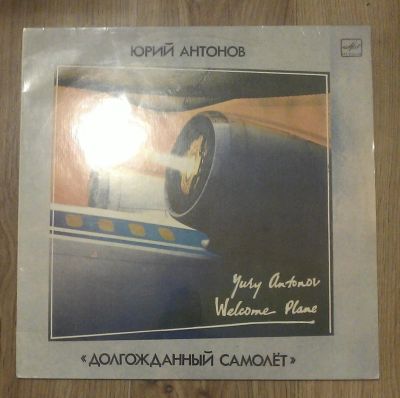 ЮРИЙ АНТОНОВ
Yury Antonov
Welcome Plane
«ДОЛГОЖДАННЫЙ САМОЛЁТ»